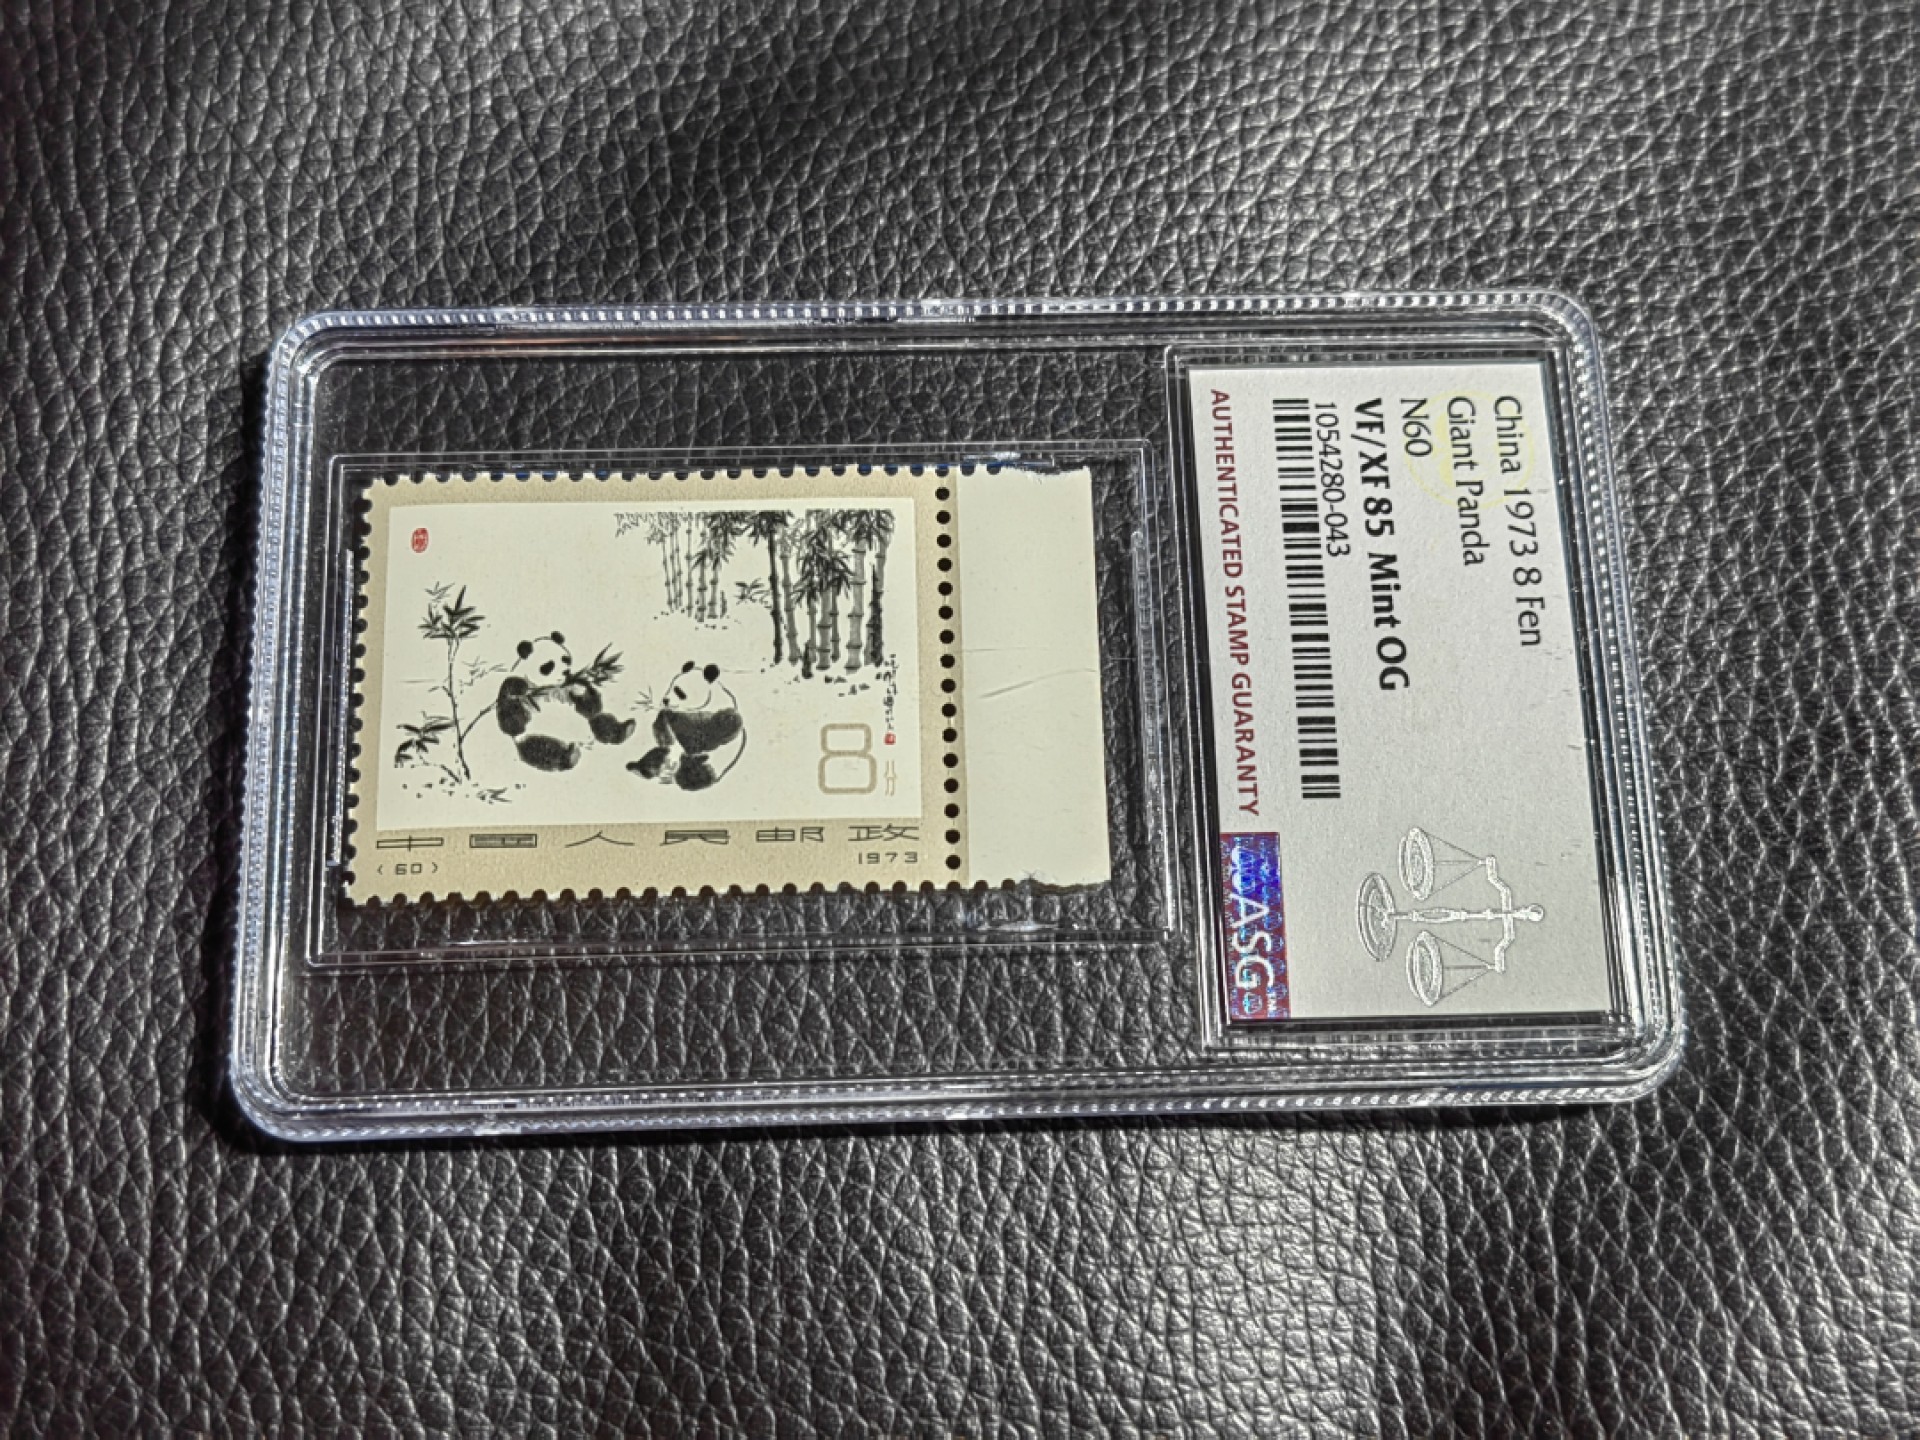 8分
中国人民邮政
(60) 1973
China 1973 8 Fen
Giant Panda
N60
VF/XF 85 Mint OG
1054280-043
AUTHENTICATED STAMP GUARANTY
ASG